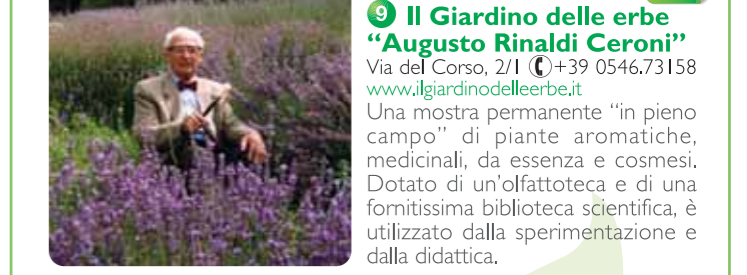 9 Il Giardino delle erbe
“Augusto Rinaldi Ceroni”
Via del Corso, 2/1 +39 0546.73158
www.ilgiardinodelleerbe.it
Una mostra permanente “in pieno
campo” di piante aromatiche,
medicinali, da essenza e cosmesi.
Dotato di un’olfattoteca e di una
fornitissima biblioteca scientifica, è
utilizzato dalla sperimentazione e
dalla didattica.